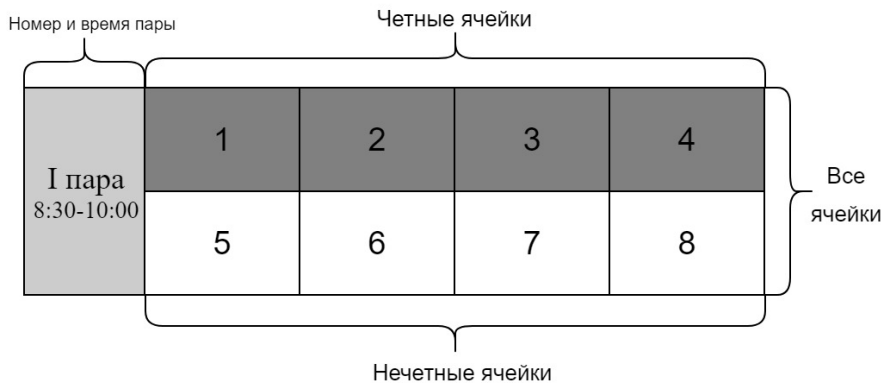 Номер и время пары
Четные ячейки
I пара
8:30-10:00
1 2 3 4
5 6 7 8
Все
ячейки
Нечетные ячейки